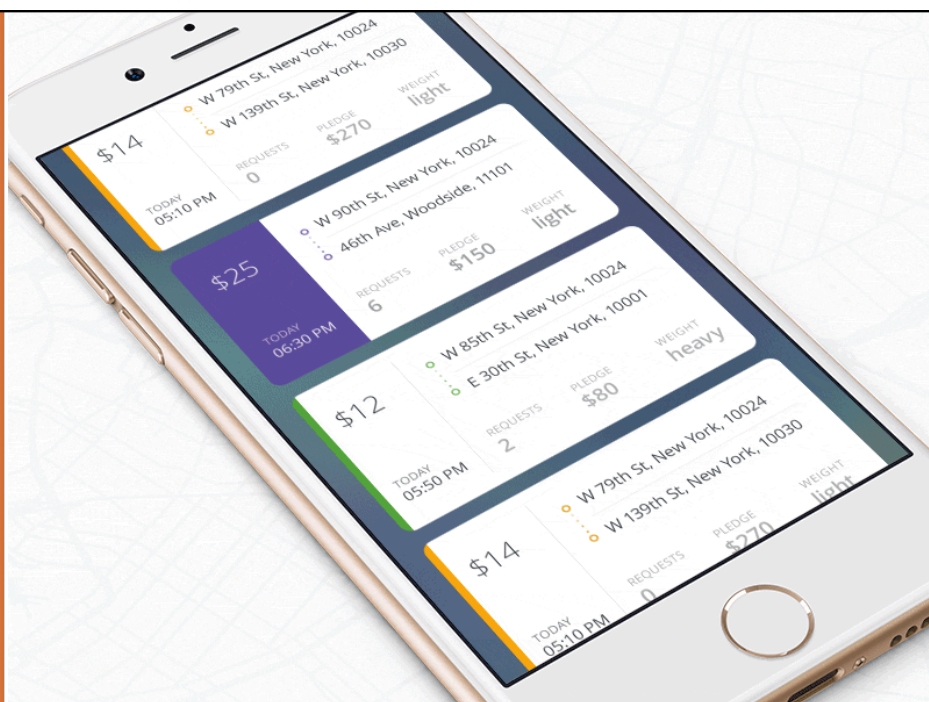 W 79th St, New York, 10024
W 139th St, New York, 10030
$14
REQUESTS
0
PLEDGE
$270
WEIGHT
light
TODAY
05:10 PM
$25
W 90th St, New York, 10024
46th Ave, Woodside, 11101
REQUESTS
6
PLEDGE
$150
WEIGHT
light
TODAY
06:30 PM
$12
W 85th St, New York, 10024
E 30th St, New York, 10001
REQUESTS
2
PLEDGE
$80
WEIGHT
heavy
TODAY
05:50 PM
$14
W 79th St, New York, 10024
W 139th St, New York, 10030
REQUESTS
0
PLEDGE
$270
WEIGHT
light
TODAY
05:10 PM